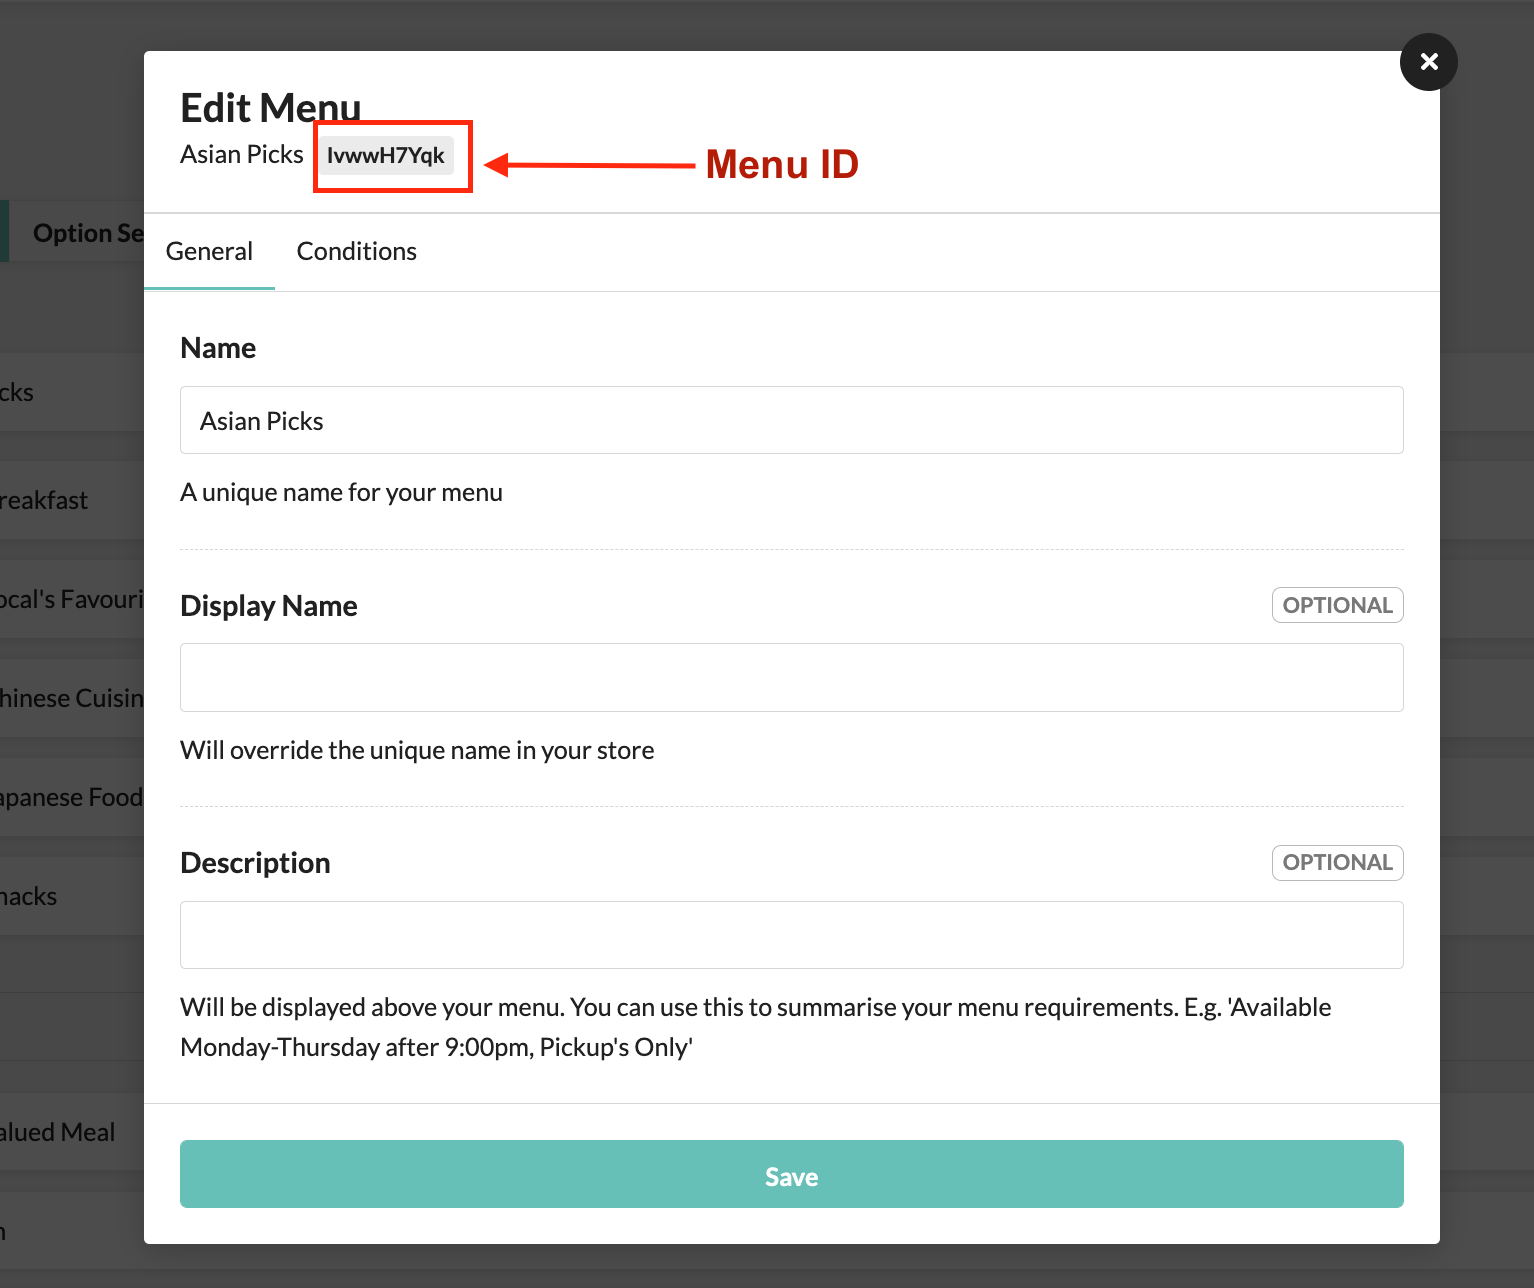 Edit Menu
Asian Picks IvwwH7Yqk
Menu ID
Option Se
General Conditions
Name
cks
Asian Picks
A unique name for your menu
reakfast
ocal's Favouri
Display Name OPTIONAL
hinese Cuisin
Will override the unique name in your store
apanese Food
Description OPTIONAL
nacks
Will be displayed above your menu. You can use this to summarise your menu requirements. E.g. 'Available
Monday-Thursday after 9:00pm, Pickup's Only'
alued Meal
Save
n